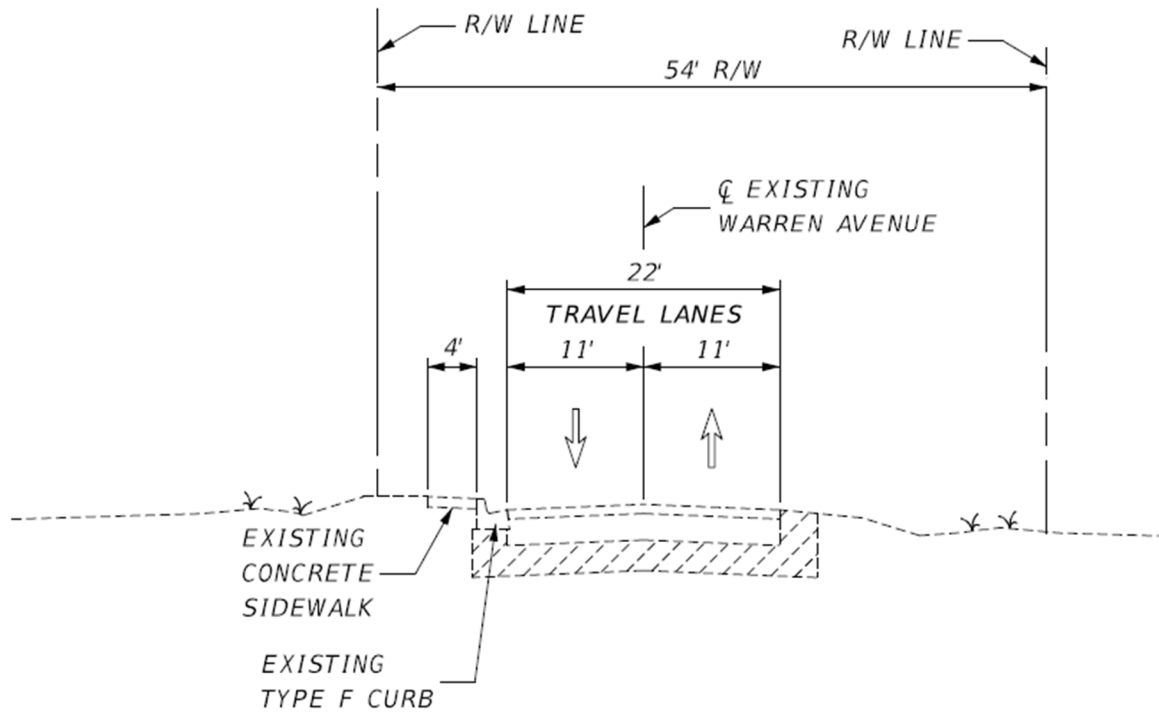 R/W LINE
R/W LINE
54' R/W
℄ EXISTING
WARREN AVENUE
22'
TRAVEL LANES
4'
11'
11'
EXISTING
CONCRETE
SIDEWALK
EXISTING
TYPE F CURB